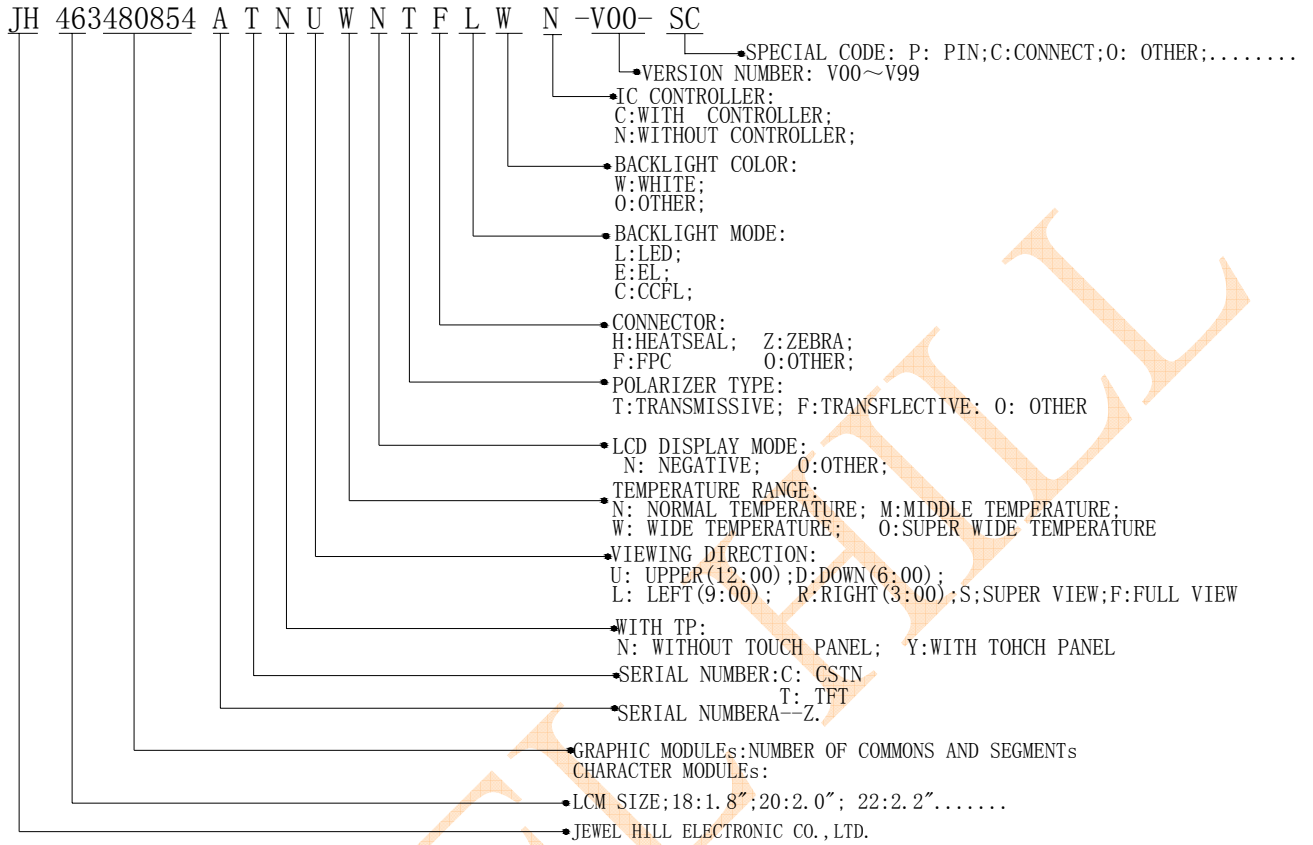 JH 463480854 A T N U W N T F L W N -V00- SC
SPECIAL CODE: P: PIN;C:CONNECT;O: OTHER;........
VERSION NUMBER: V00～V99
IC CONTROLLER:
C:WITH CONTROLLER;
N:WITHOUT CONTROLLER;
BACKLIGHT COLOR:
W:WHITE;
O:OTHER;
BACKLIGHT MODE:
L:LED;
E:EL;
C:CCFL;
CONNECTOR:
H:HEATSEAL; Z:ZEBRA;
F:FPC O:OTHER;
POLARIZER TYPE:
T:TRANSMISSIVE; F:TRANSFLECTIVE: O: OTHER
LCD DISPLAY MODE:
N: NEGATIVE; O:OTHER;
TEMPERATURE RANGE:
N: NORMAL TEMPERATURE; M:MIDDLE TEMPERATURE;
W: WIDE TEMPERATURE; O:SUPER WIDE TEMPERATURE
VIEWING DIRECTION:
U: UPPER(12:00);D:DOWN(6:00);
L: LEFT(9:00); R:RIGHT(3:00);S;SUPER VIEW;F:FULL VIEW
WITH TP:
N: WITHOUT TOUCH PANEL; Y:WITH TOHCH PANEL
SERIAL NUMBER:C: CSTN
T: TFT
SERIAL NUMBERA--Z.
GRAPHIC MODULEs:NUMBER OF COMMONS AND SEGMENTs
CHARACTER MODULEs:
LCM SIZE;18:1.8″;20:2.0″; 22:2.2″.......
JEWEL HILL ELECTRONIC CO.,LTD.
HILL